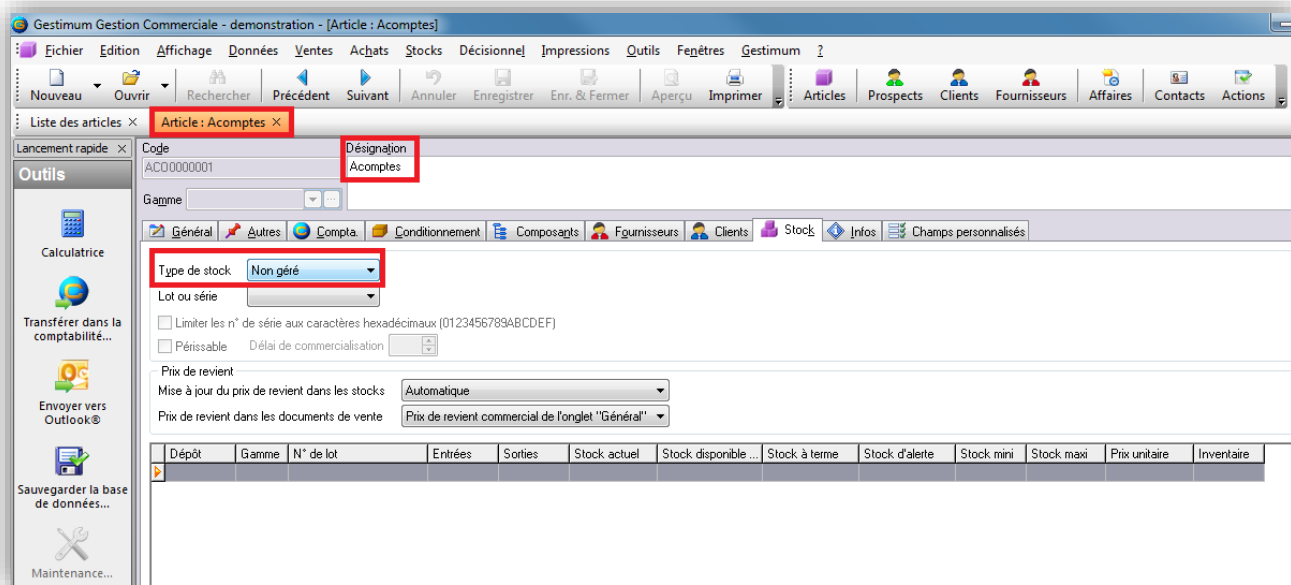 Gestimum Gestion Commerciale - demonstration - [Article : Acomptes]
Fichier Edition Affichage Données Ventes Achats Stocks Décisionnel Impressions Outils Fenêtres Gestimum ?
Nouveau Ouvrir Rechercher Précédent Suivant Annuler Enregistrer Enr. & Fermer Aperçu Imprimer Articles Prospects Clients Fournisseurs Affaires Contacts Actions
Liste des articles × Article : Acomptes ×
Lancement rapide × Code Désignation
Outils ACO0000001 Acomptes
Gamme
Général Autres Compta. Conditionnement Composants Fournisseurs Clients Stock Infos Champs personnalisés
Calculatrice
Type de stock Non géré
Lot ou série
Transférer dans la
comptabilité...
Limiter les n° de série aux caractères hexadécimaux (0123456789ABCDEF)
Périssable Délai de commercialisation
Prix de revient
Mise à jour du prix de revient dans les stocks Automatique
Envoyer vers
Outlook®
Prix de revient dans les documents de vente Prix de revient commercial de l'onglet "Général"
Dépôt Gamme N° de lot Entrées Sorties Stock actuel Stock disponible ... Stock à terme Stock d'alerte Stock mini Stock maxi Prix unitaire Inventaire
Sauvegarder la base
de données...
Maintenance...